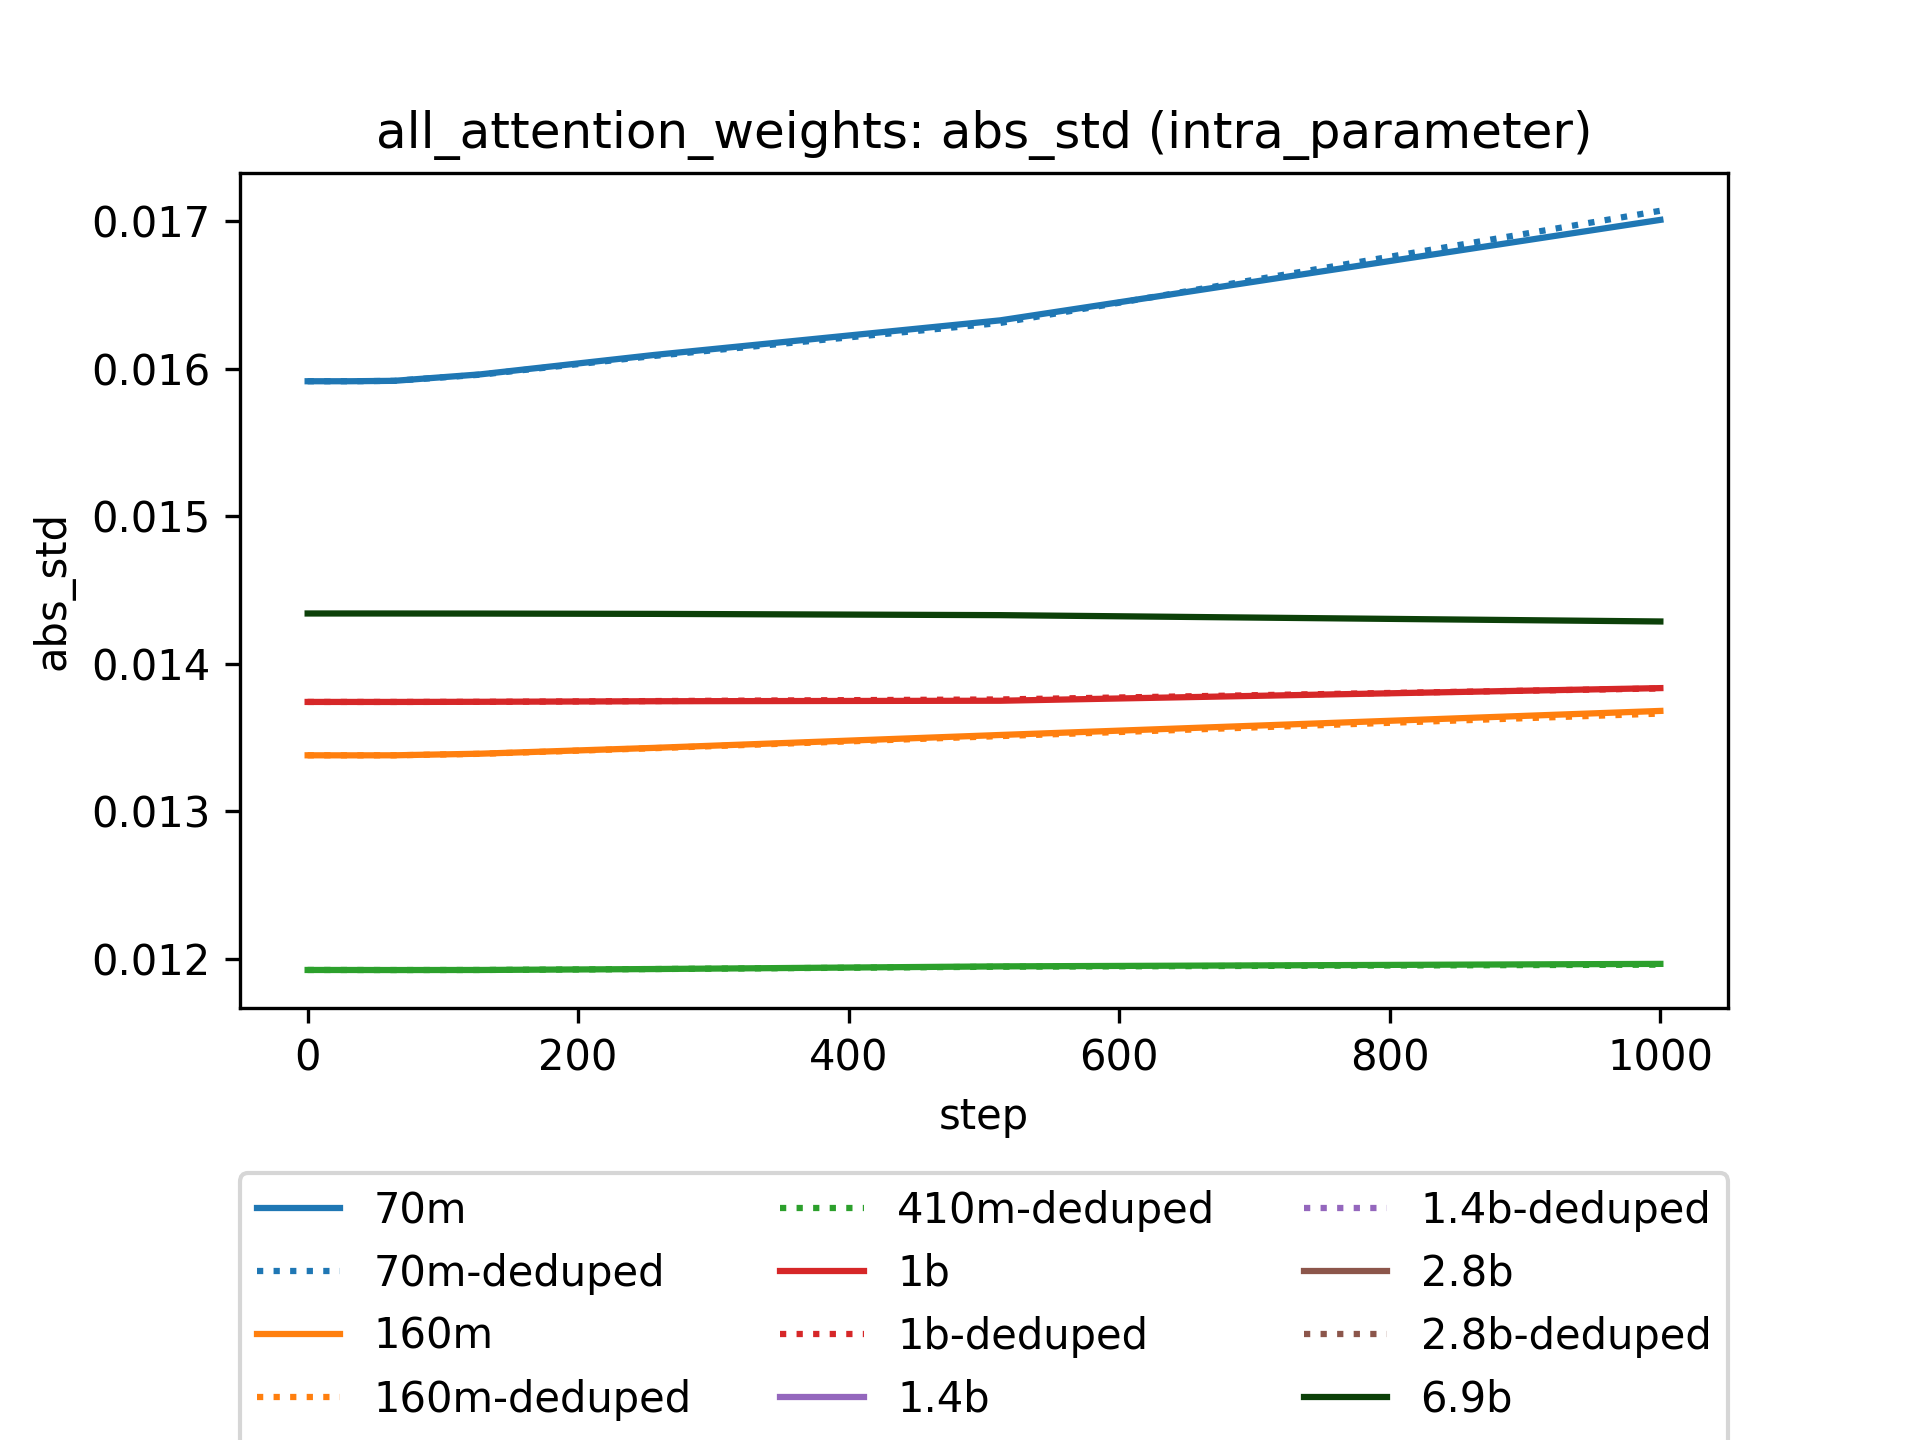 all_attention_weights: abs_std (intra_parameter)
abs_std
0.017
0.016
0.015
0.014
0.013
0.012
0 200 400 600 800 1000
step
70m 410m-deduped 1.4b-deduped
70m-deduped 1b 2.8b
160m 1b-deduped 2.8b-deduped
160m-deduped 1.4b 6.9b